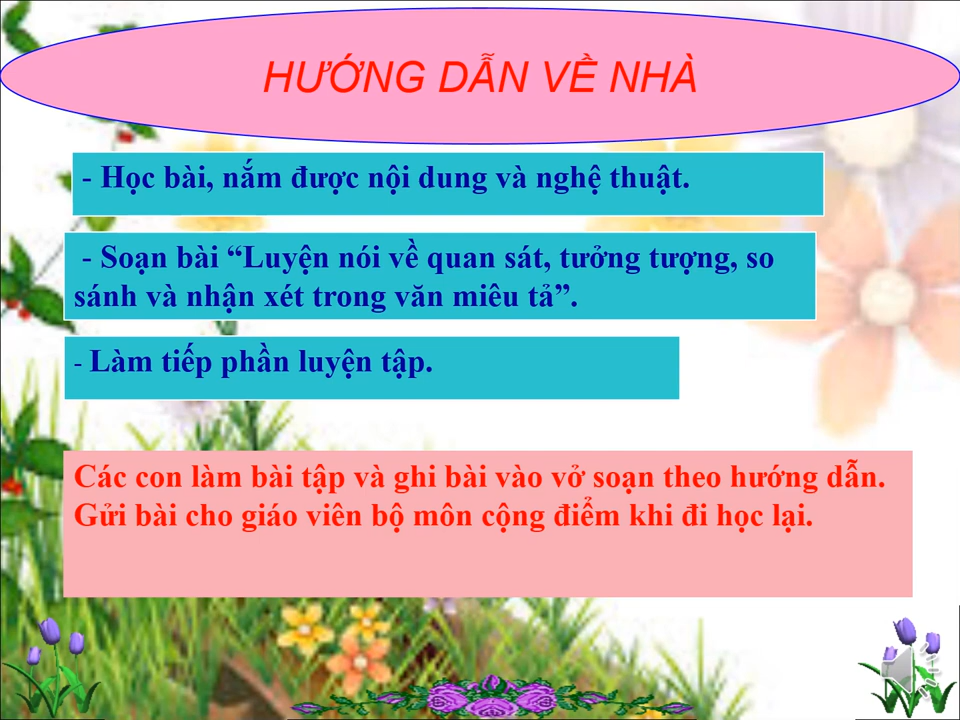 HƯỚNG DẪN VỀ NHÀ
- Học bài, nắm được nội dung và nghệ thuật.
- Soạn bài “Luyện nói về quan sát, tưởng tượng, so
sánh và nhận xét trong văn miêu tả”.
- Làm tiếp phần luyện tập.
Các con làm bài tập và ghi bài vào vở soạn theo hướng dẫn.
Gửi bài cho giáo viên bộ môn cộng điểm khi đi học lại.